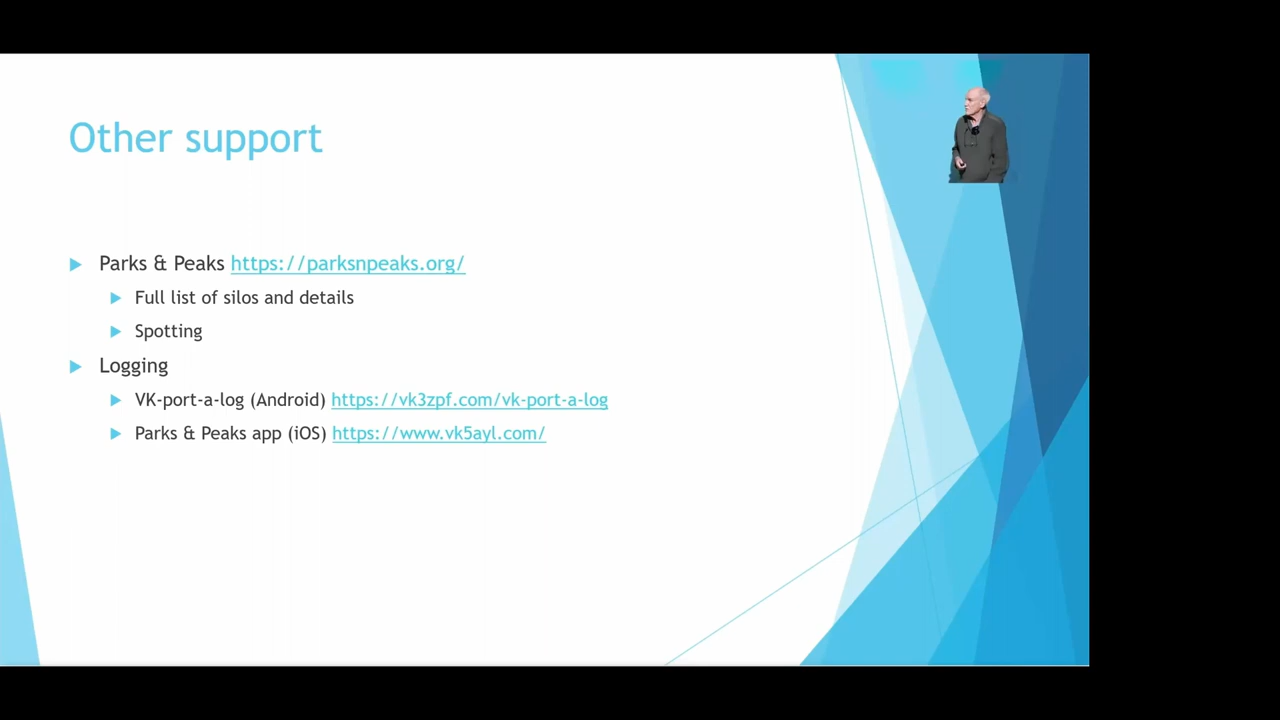 Other support
Parks & Peaks https://parksnpeaks.org/
Full list of silos and details
Spotting
Logging
VK-port-a-log (Android) https://vk3zpf.com/vk-port-a-log
Parks & Peaks app (iOS) https://www.vk5ayl.com/